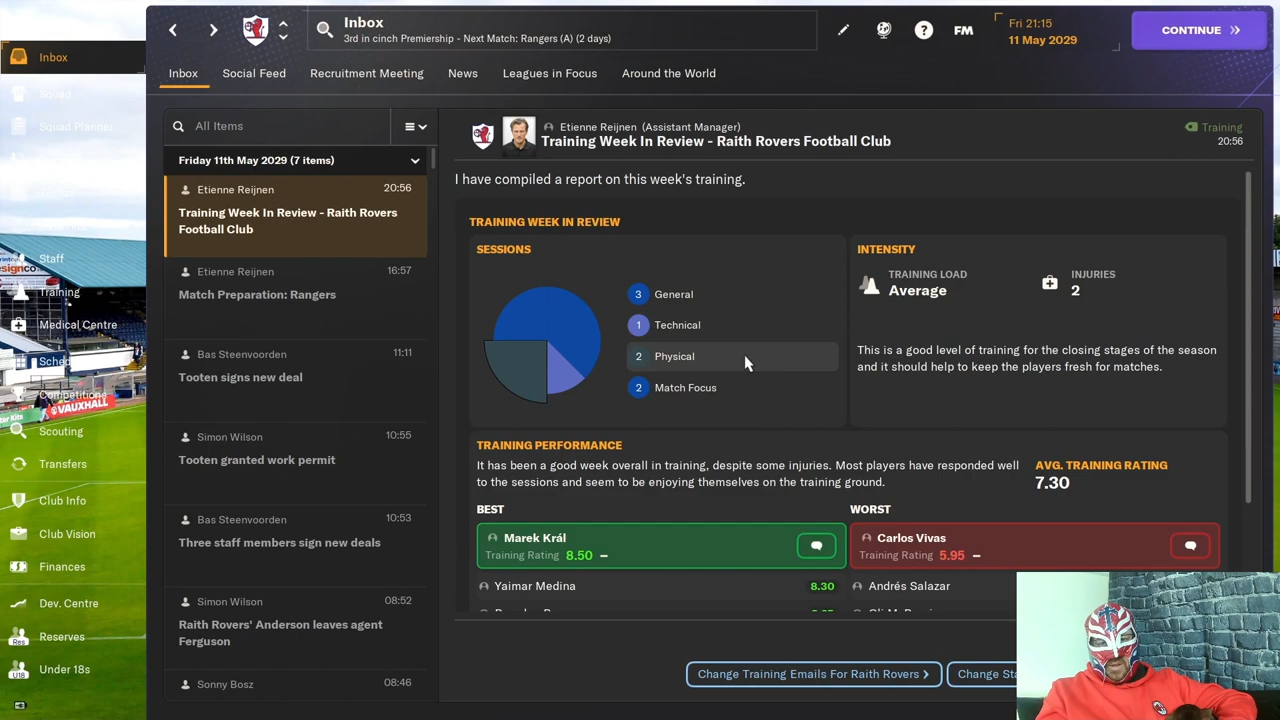 Inbox
3rd in cinch Premiership - Next Match: Rangers (A) (2 days)
FM
Fri 21:15
11 May 2029
CONTINUE
Inbox
Social Feed
Recruitment Meeting
News
Leagues in Focus
Around the World
Inbox
Squad
Squad Planner
Staff
Training
Medical Centre
Sched
Competitions
VAUXHALL
Scouting
Transfers
Club Info
Club Vision
Finances
Dev. Centre
Reserves
Under 18s
Res
U18
All Items
Friday 11th May 2029 (7 items)
Etienne Reijnen 20:56
Training Week In Review - Raith Rovers
Football Club
Etienne Reijnen 16:57
Match Preparation: Rangers
Bas Steenvoorden 11:11
Tooten signs new deal
Simon Wilson 10:55
Tooten granted work permit
Bas Steenvoorden 10:53
Three staff members sign new deals
Simon Wilson 08:52
Raith Rovers' Anderson leaves agent
Ferguson
Sonny Bosz 08:46
Etienne Reijnen (Assistant Manager)
Training Week In Review - Raith Rovers Football Club
Training
20:56
I have compiled a report on this week's training.
TRAINING WEEK IN REVIEW
SESSIONS
3 General
1 Technical
2 Physical
2 Match Focus
INTENSITY
TRAINING LOAD
Average
INJURIES
2
This is a good level of training for the closing stages of the season
and it should help to keep the players fresh for matches.
TRAINING PERFORMANCE
It has been a good week overall in training, despite some injuries. Most players have responded well
to the sessions and seem to be enjoying themselves on the training ground.
AVG. TRAINING RATING
7.30
BEST
Marek Král
Training Rating 8.50 –
Yaimar Medina 8.30
WORST
Carlos Vivas
Training Rating 5.95 –
Andrés Salazar
Change Training Emails For Raith Rovers
Change Sta